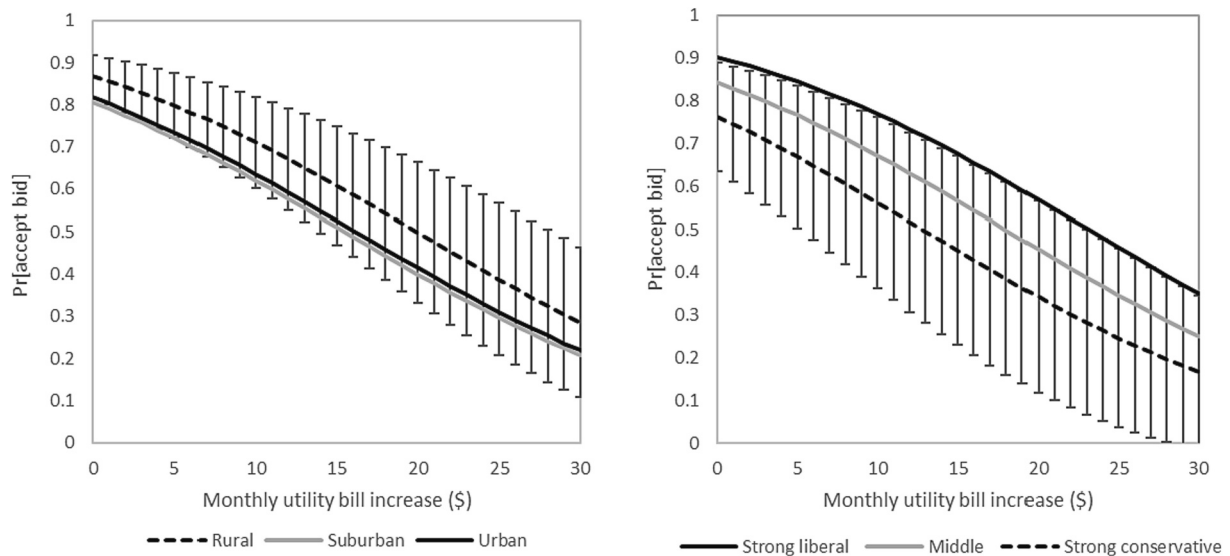 1
0.9
0.8
0.7
0.6
0.5
0.4
0.3
0.2
0.1
0
Pr[accept bid]
0 5 10 15 20 25 30
Monthly utility bill increase ($)
Rural Suburban Urban
1
0.9
0.8
0.7
0.6
0.5
0.4
0.3
0.2
0.1
0
Pr[accept bid]
0 5 10 15 20 25 30
Monthly utility bill increase ($)
Strong liberal Middle Strong conservative